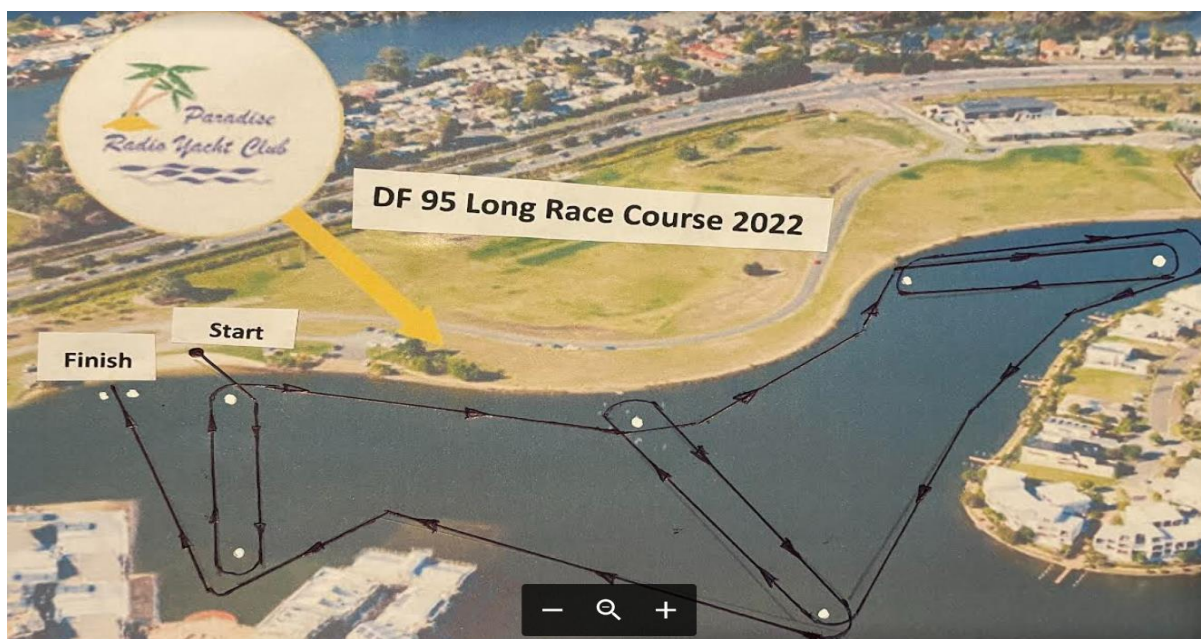 Paradise
Radio Yacht Club
DF 95 Long Race Course 2022
Start
Finish